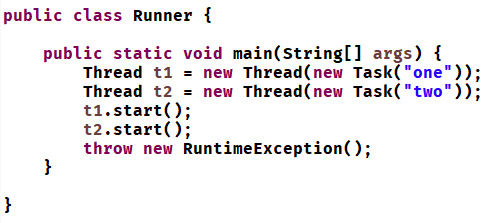 public class Runner {
    public static void main(String[] args) {
        Thread t1 = new Thread(new Task("one"));
        Thread t2 = new Thread(new Task("two"));
        t1.start();
        t2.start();
        throw new RuntimeException();
    }
}